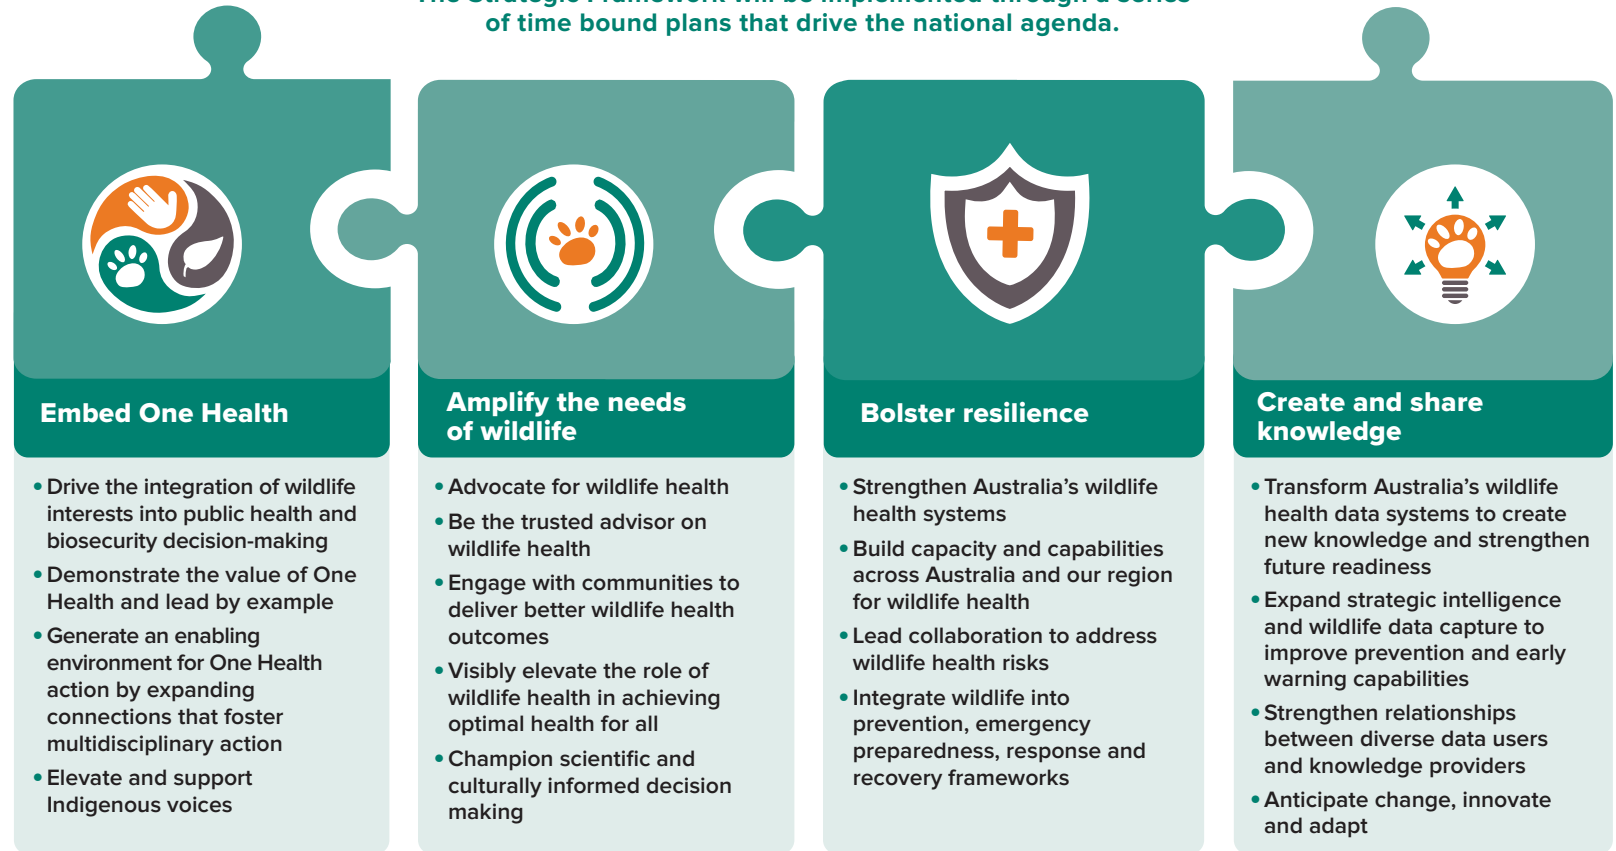 The Strategic Framework will be implemented through a series
of time bound plans that drive the national agenda.
Embed One Health
• Drive the integration of wildlife
interests into public health and
biosecurity decision-making
• Demonstrate the value of One
Health and lead by example
• Generate an enabling
environment for One Health
action by expanding
connections that foster
multidisciplinary action
• Elevate and support
Indigenous voices
Amplify the needs
of wildlife
• Advocate for wildlife health
• Be the trusted advisor on
wildlife health
• Engage with communities to
deliver better wildlife health
outcomes
• Visibly elevate the role of
wildlife health in achieving
optimal health for all
• Champion scientific and
culturally informed decision
making
Bolster resilience
• Strengthen Australia’s wildlife
health systems
• Build capacity and capabilities
across Australia and our region
for wildlife health
• Lead collaboration to address
wildlife health risks
• Integrate wildlife into
prevention, emergency
preparedness, response and
recovery frameworks
Create and share
knowledge
• Transform Australia’s wildlife
health data systems to create
new knowledge and strengthen
future readiness
• Expand strategic intelligence
and wildlife data capture to
improve prevention and early
warning capabilities
• Strengthen relationships
between diverse data users
and knowledge providers
• Anticipate change, innovate
and adapt